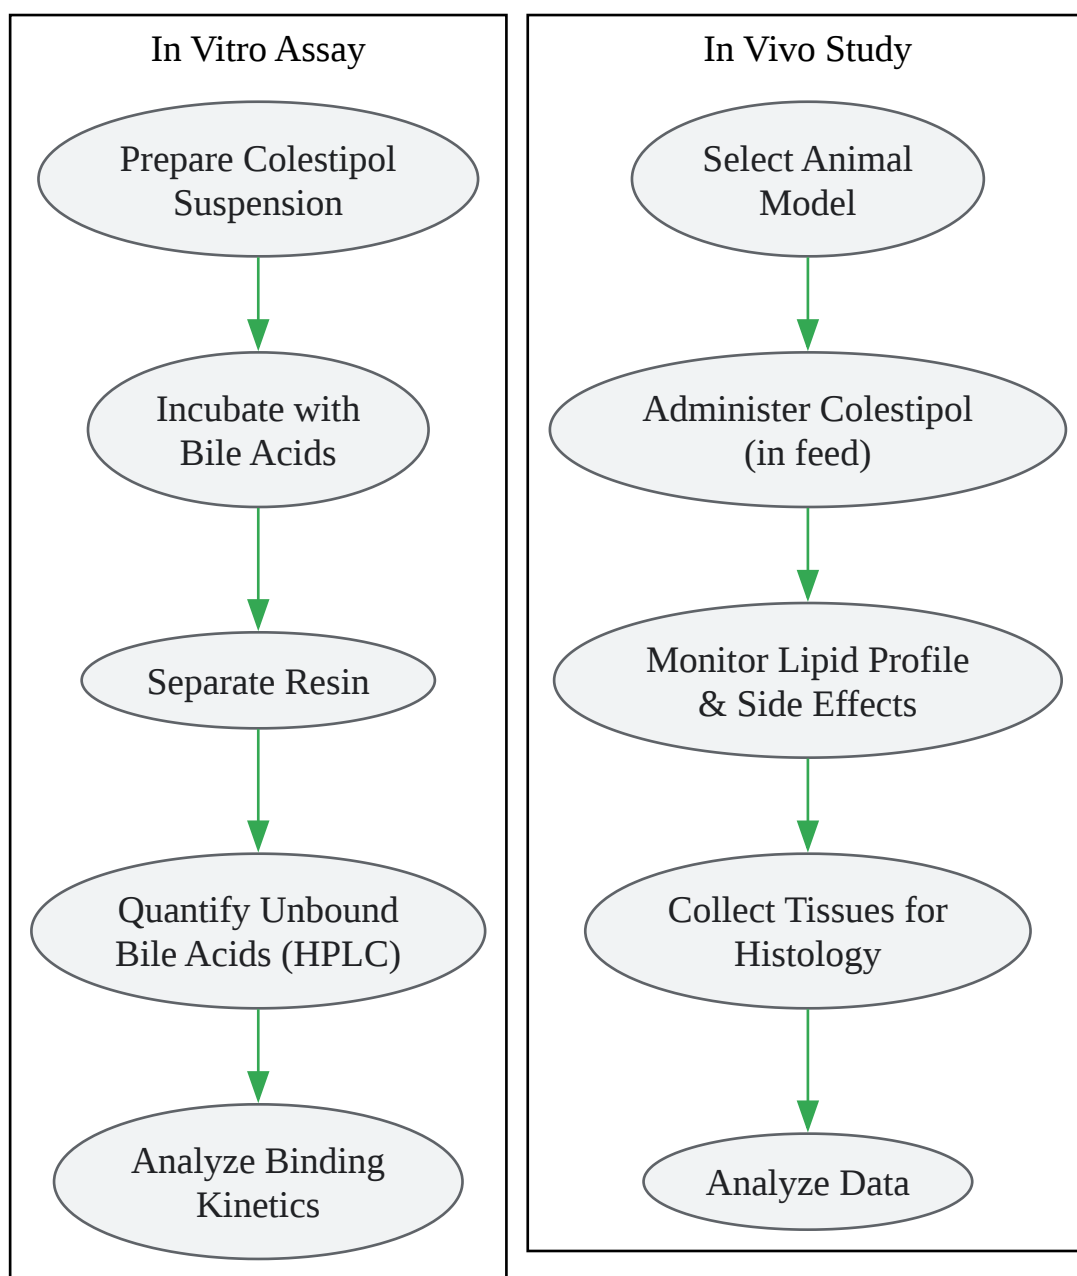 In Vitro Assay
Prepare Colestipol
Suspension
Incubate with
Bile Acids
Separate Resin
Quantify Unbound
Bile Acids (HPLC)
Analyze Binding
Kinetics
In Vivo Study
Select Animal
Model
Administer Colestipol
(in feed)
Monitor Lipid Profile
& Side Effects
Collect Tissues for
Histology
Analyze Data